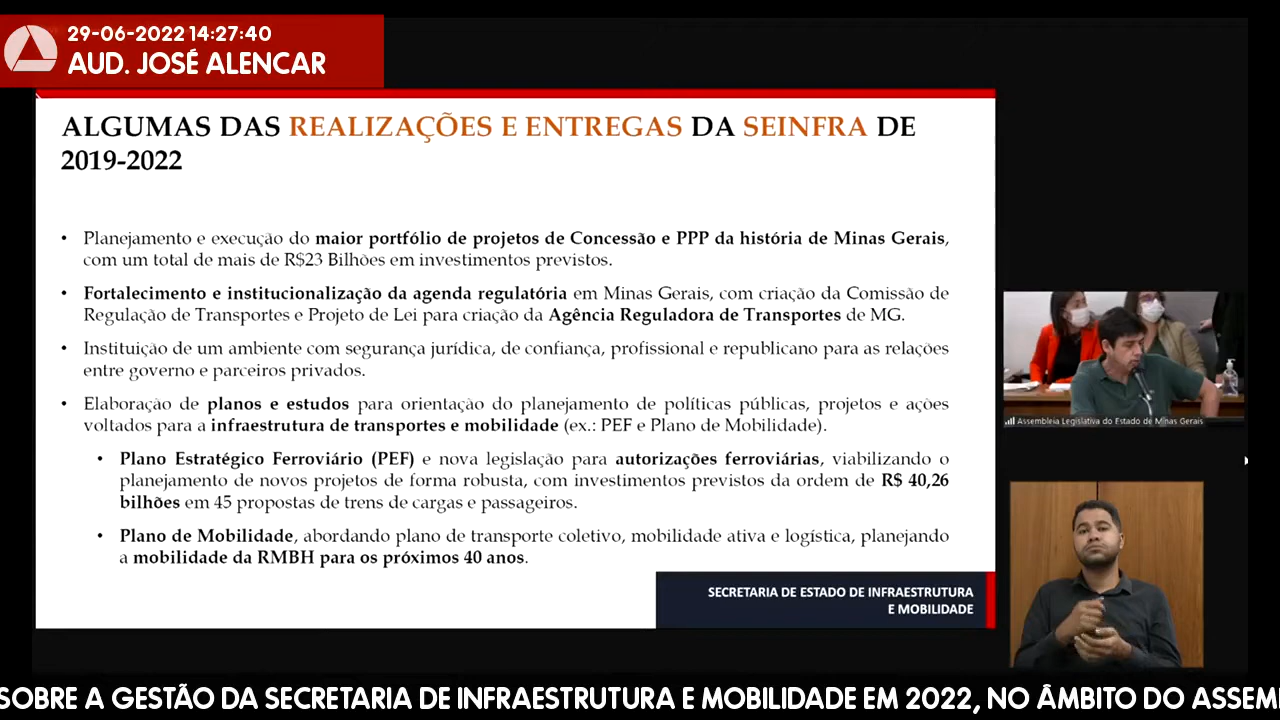 29-06-2022 14:27:40
AUD. JOSÉ ALENCAR
ALGUMAS DAS REALIZAÇÕES E ENTREGAS DA SEINFRA DE
2019-2022
• Planejamento e execução do maior portfólio de projetos de Concessão e PPP da história de Minas Gerais,
com um total de mais de R$23 Bilhões em investimentos previstos.
• Fortalecimento e institucionalização da agenda regulatória em Minas Gerais, com criação da Comissão de
Regulação de Transportes e Projeto de Lei para criação da Agência Reguladora de Transportes de MG.
• Instituição de um ambiente com segurança jurídica, de confiança, profissional e republicano para as relações
entre governo e parceiros privados.
• Elaboração de planos e estudos para orientação do planejamento de políticas públicas, projetos e ações
voltados para a infraestrutura de transportes e mobilidade (ex.: PEF e Plano de Mobilidade).
• Plano Estratégico Ferroviário (PEF) e nova legislação para autorizações ferroviárias, viabilizando o
planejamento de novos projetos de forma robusta, com investimentos previstos da ordem de R$ 40,26
bilhões em 45 propostas de trens de cargas e passageiros.
• Plano de Mobilidade, abordando plano de transporte coletivo, mobilidade ativa e logística, planejando
a mobilidade da RMBH para os próximos 40 anos.
SECRETARIA DE ESTADO DE INFRAESTRUTURA
E MOBILIDADE
Assembleia Legislativa do Estado de Minas Gerais
SOBRE A GESTÃO DA SECRETARIA DE INFRAESTRUTURA E MOBILIDADE EM 2022, NO ÂMBITO DO ASSEM